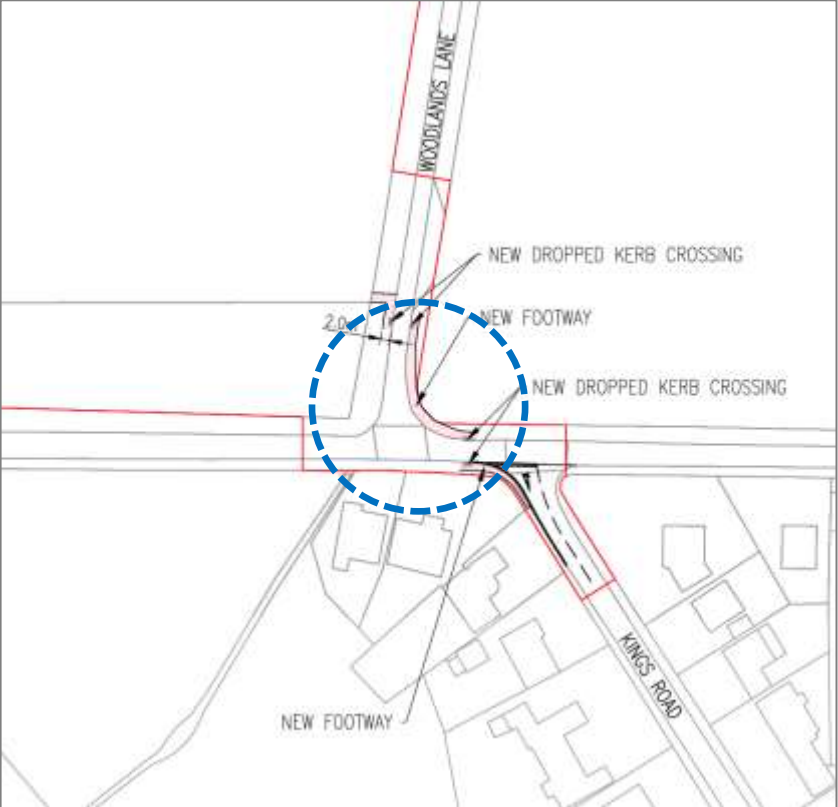 WOODLANDS LANE
NEW DROPPED KERB CROSSING
NEW FOOTWAY
2.0
NEW DROPPED KERB CROSSING
KINGS ROAD
NEW FOOTWAY